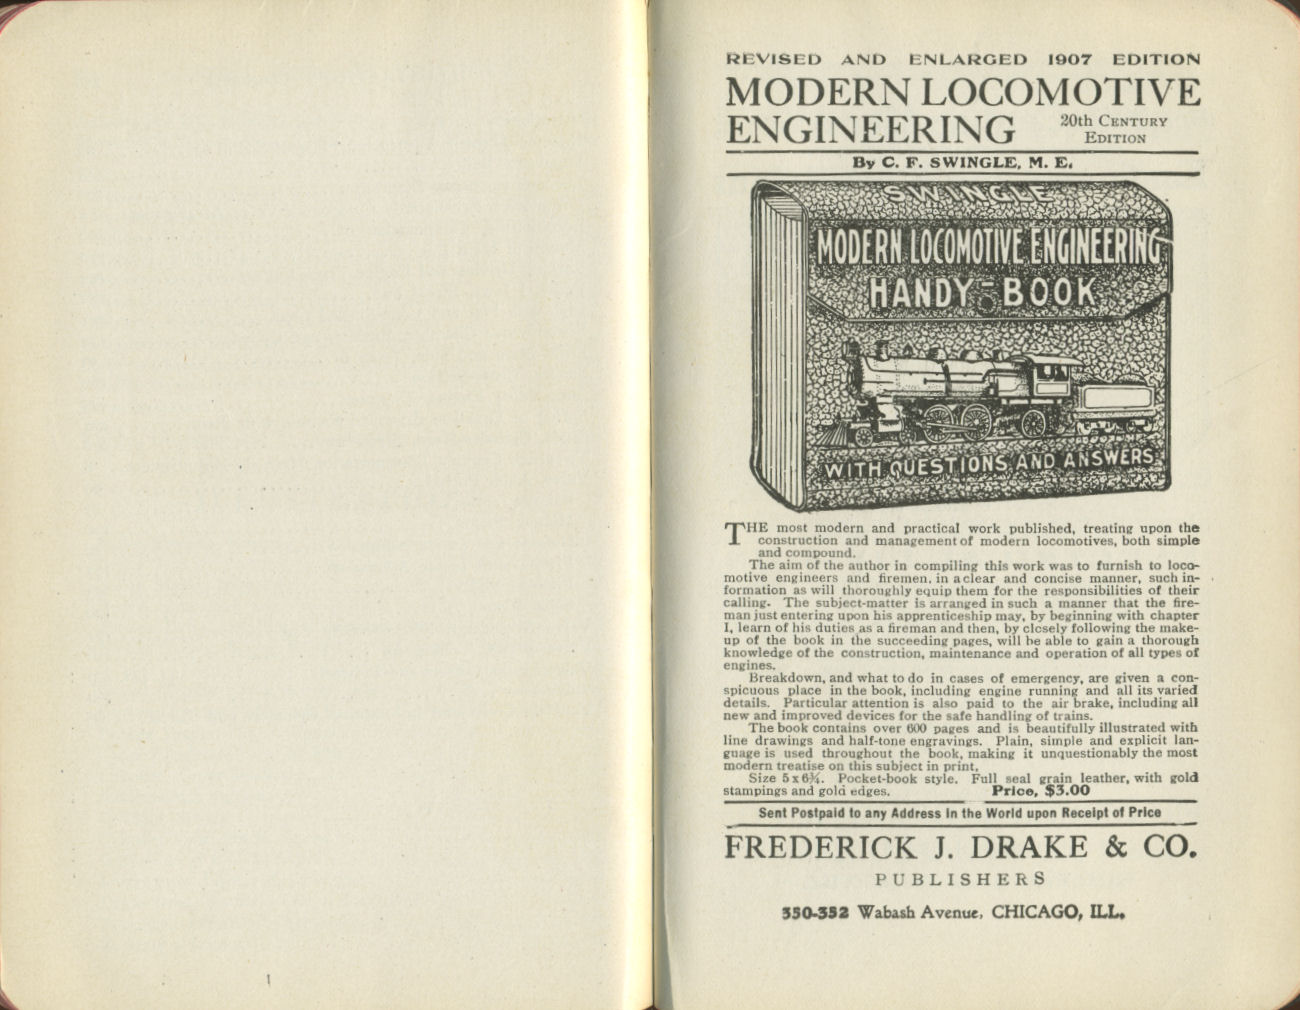 REVISED AND ENLARGED 1907 EDITION
MODERN LOCOMOTIVE
ENGINEERING 20th CENTURY
EDITION
By C. F. SWINGLE, M. E.
SWINGLE
MODERN LOCOMOTIVE ENGINEERING
HANDY-BOOK
WITH QUESTIONS AND ANSWERS
THE most modern and practical work published, treating upon the
construction and management of modern locomotives, both simple
and compound.
The aim of the author in compiling this work was to furnish to loco-
motive engineers and firemen, in a clear and concise manner, such in-
formation as will thoroughly equip them for the responsibilities of their
calling. The subject-matter is arranged in such a manner that the fire-
man just entering upon his apprenticeship may, by beginning with chapter
I, learn of his duties as a fireman and then, by closely following the make-
up of the book in the succeeding pages, will be able to gain a thorough
knowledge of the construction, maintenance and operation of all types of
engines.
Breakdown, and what to do in cases of emergency, are given a con-
spicuous place in the book, including engine running and all its varied
details. Particular attention is also paid to the air brake, including all
new and improved devices for the safe handling of trains.
The book contains over 600 pages and is beautifully illustrated with
line drawings and half-tone engravings. Plain, simple and explicit lan-
guage is used throughout the book, making it unquestionably the most
modern treatise on this subject in print.
Size 5x6¾. Pocket-book style. Full seal grain leather, with gold
stampings and gold edges. Price, $3.00
Sent Postpaid to any Address in the World upon Receipt of Price
FREDERICK J. DRAKE & CO.
PUBLISHERS
350-352 Wabash Avenue, CHICAGO, ILL.